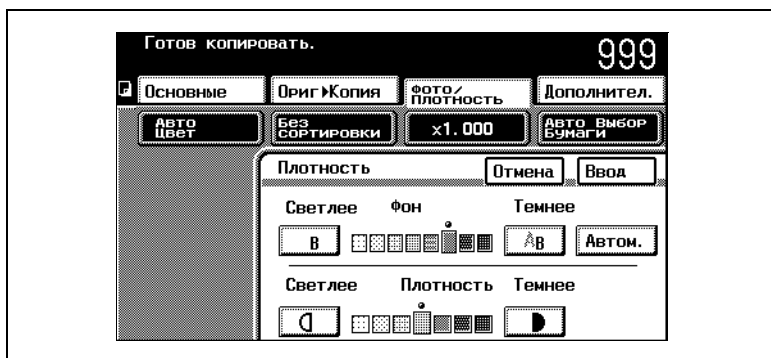 Готов копировать.
999
Основные Ориг▸Копия Фото/Плотность Дополнител.
Авто Цвет Без сортировки x1.000 Авто Выбор Бумаги
Плотность Отмена Ввод
Светлее Фон Темнее
B AB Автом.
Светлее Плотность Темнее